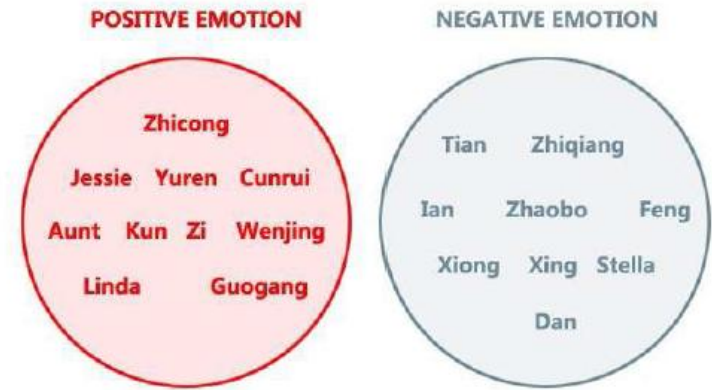 POSITIVE EMOTION
Zhicong
Jessie Yuren Cunrui
Aunt Kun Zi Wenjing
Linda Guogang
NEGATIVE EMOTION
Tian Zhiqiang
Ian Zhaobo Feng
Xiong Xing Stella
Dan